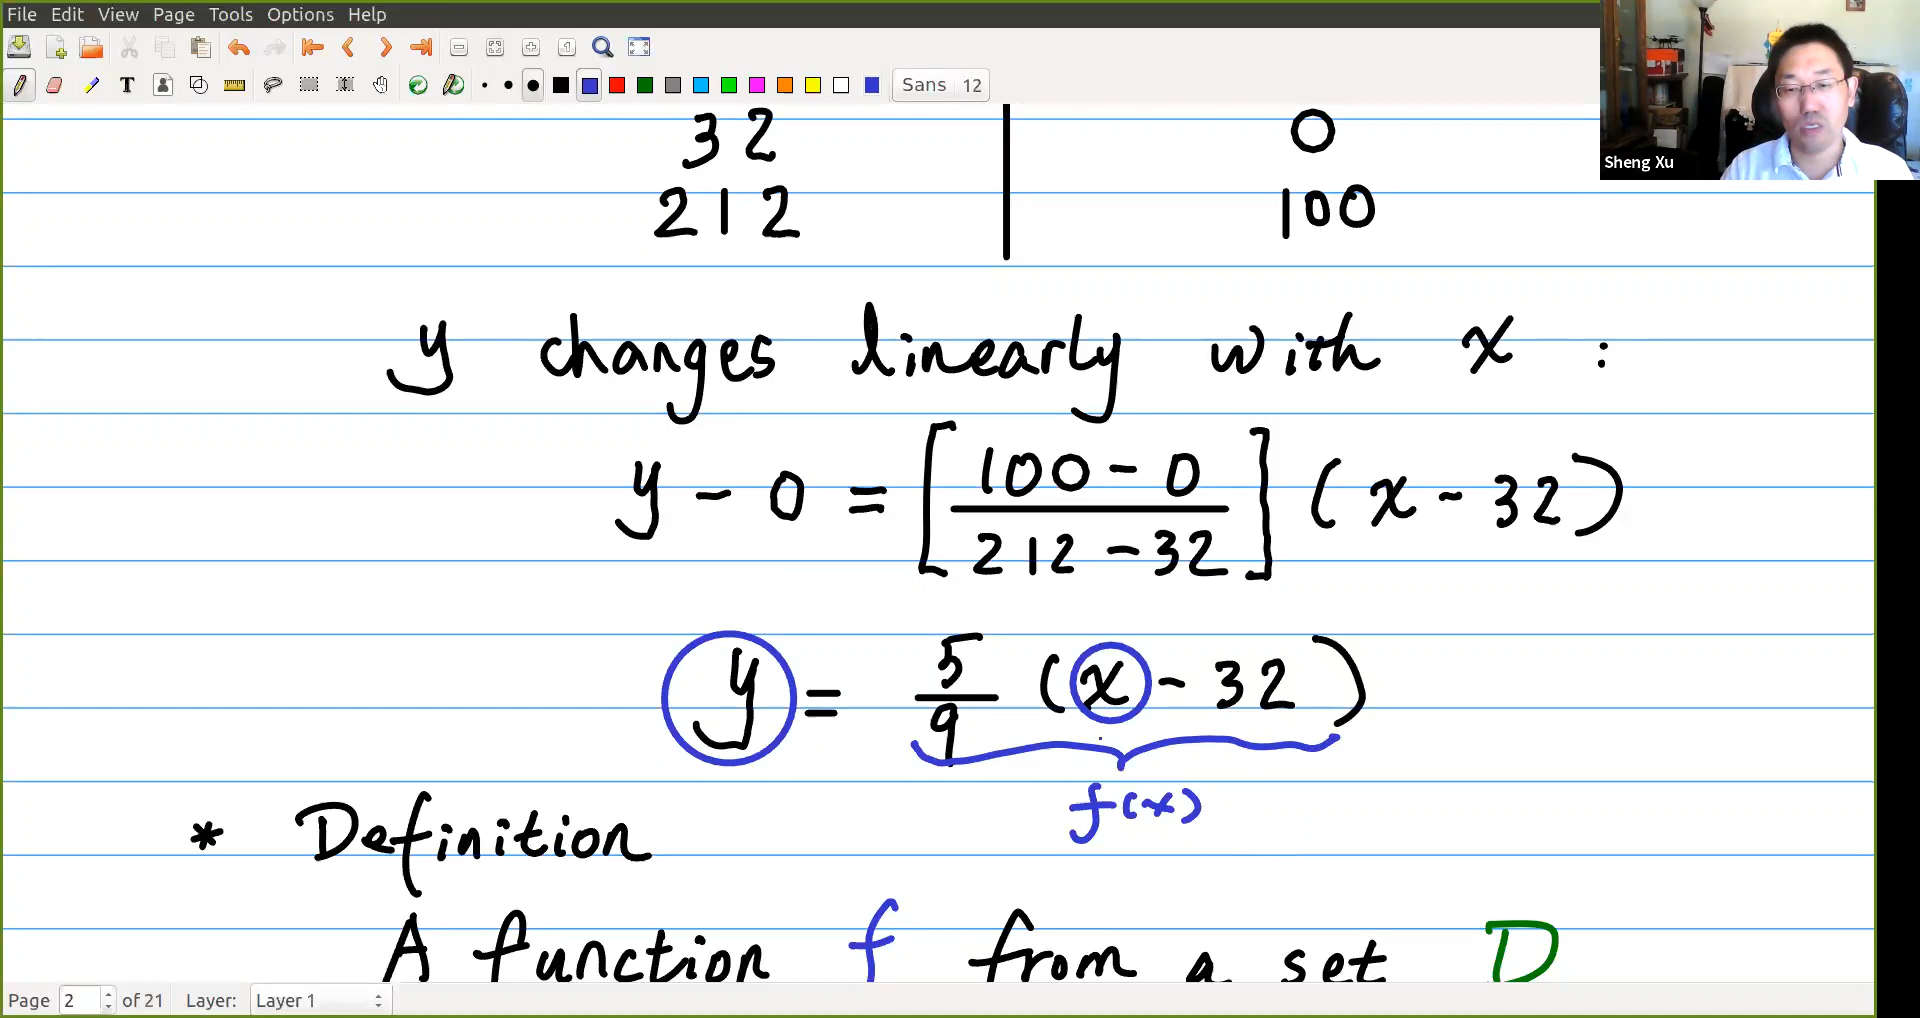 File Edit View Page Tools Options Help
Sans 12
Sheng Xu
32 0
212 100
y changes linearly with x :
y - 0 = [ 100 - 0 / 212 - 32 ] ( x - 32 )
y = 5/9 ( x - 32 )
f(x)
* Definition
A function f from a set D
Page 2 of 21 Layer: Layer 1